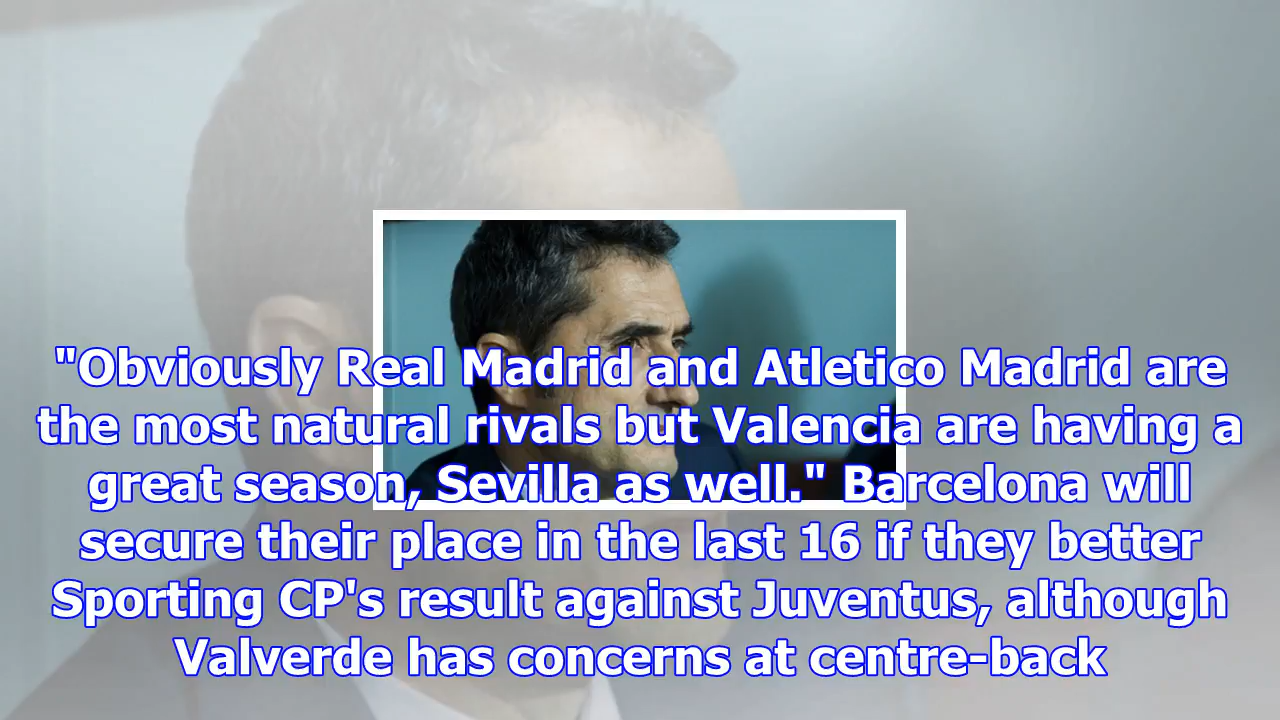 "Obviously Real Madrid and Atletico Madrid are
the most natural rivals but Valencia are having a
great season, Sevilla as well." Barcelona will
secure their place in the last 16 if they better
Sporting CP's result against Juventus, although
Valverde has concerns at centre-back